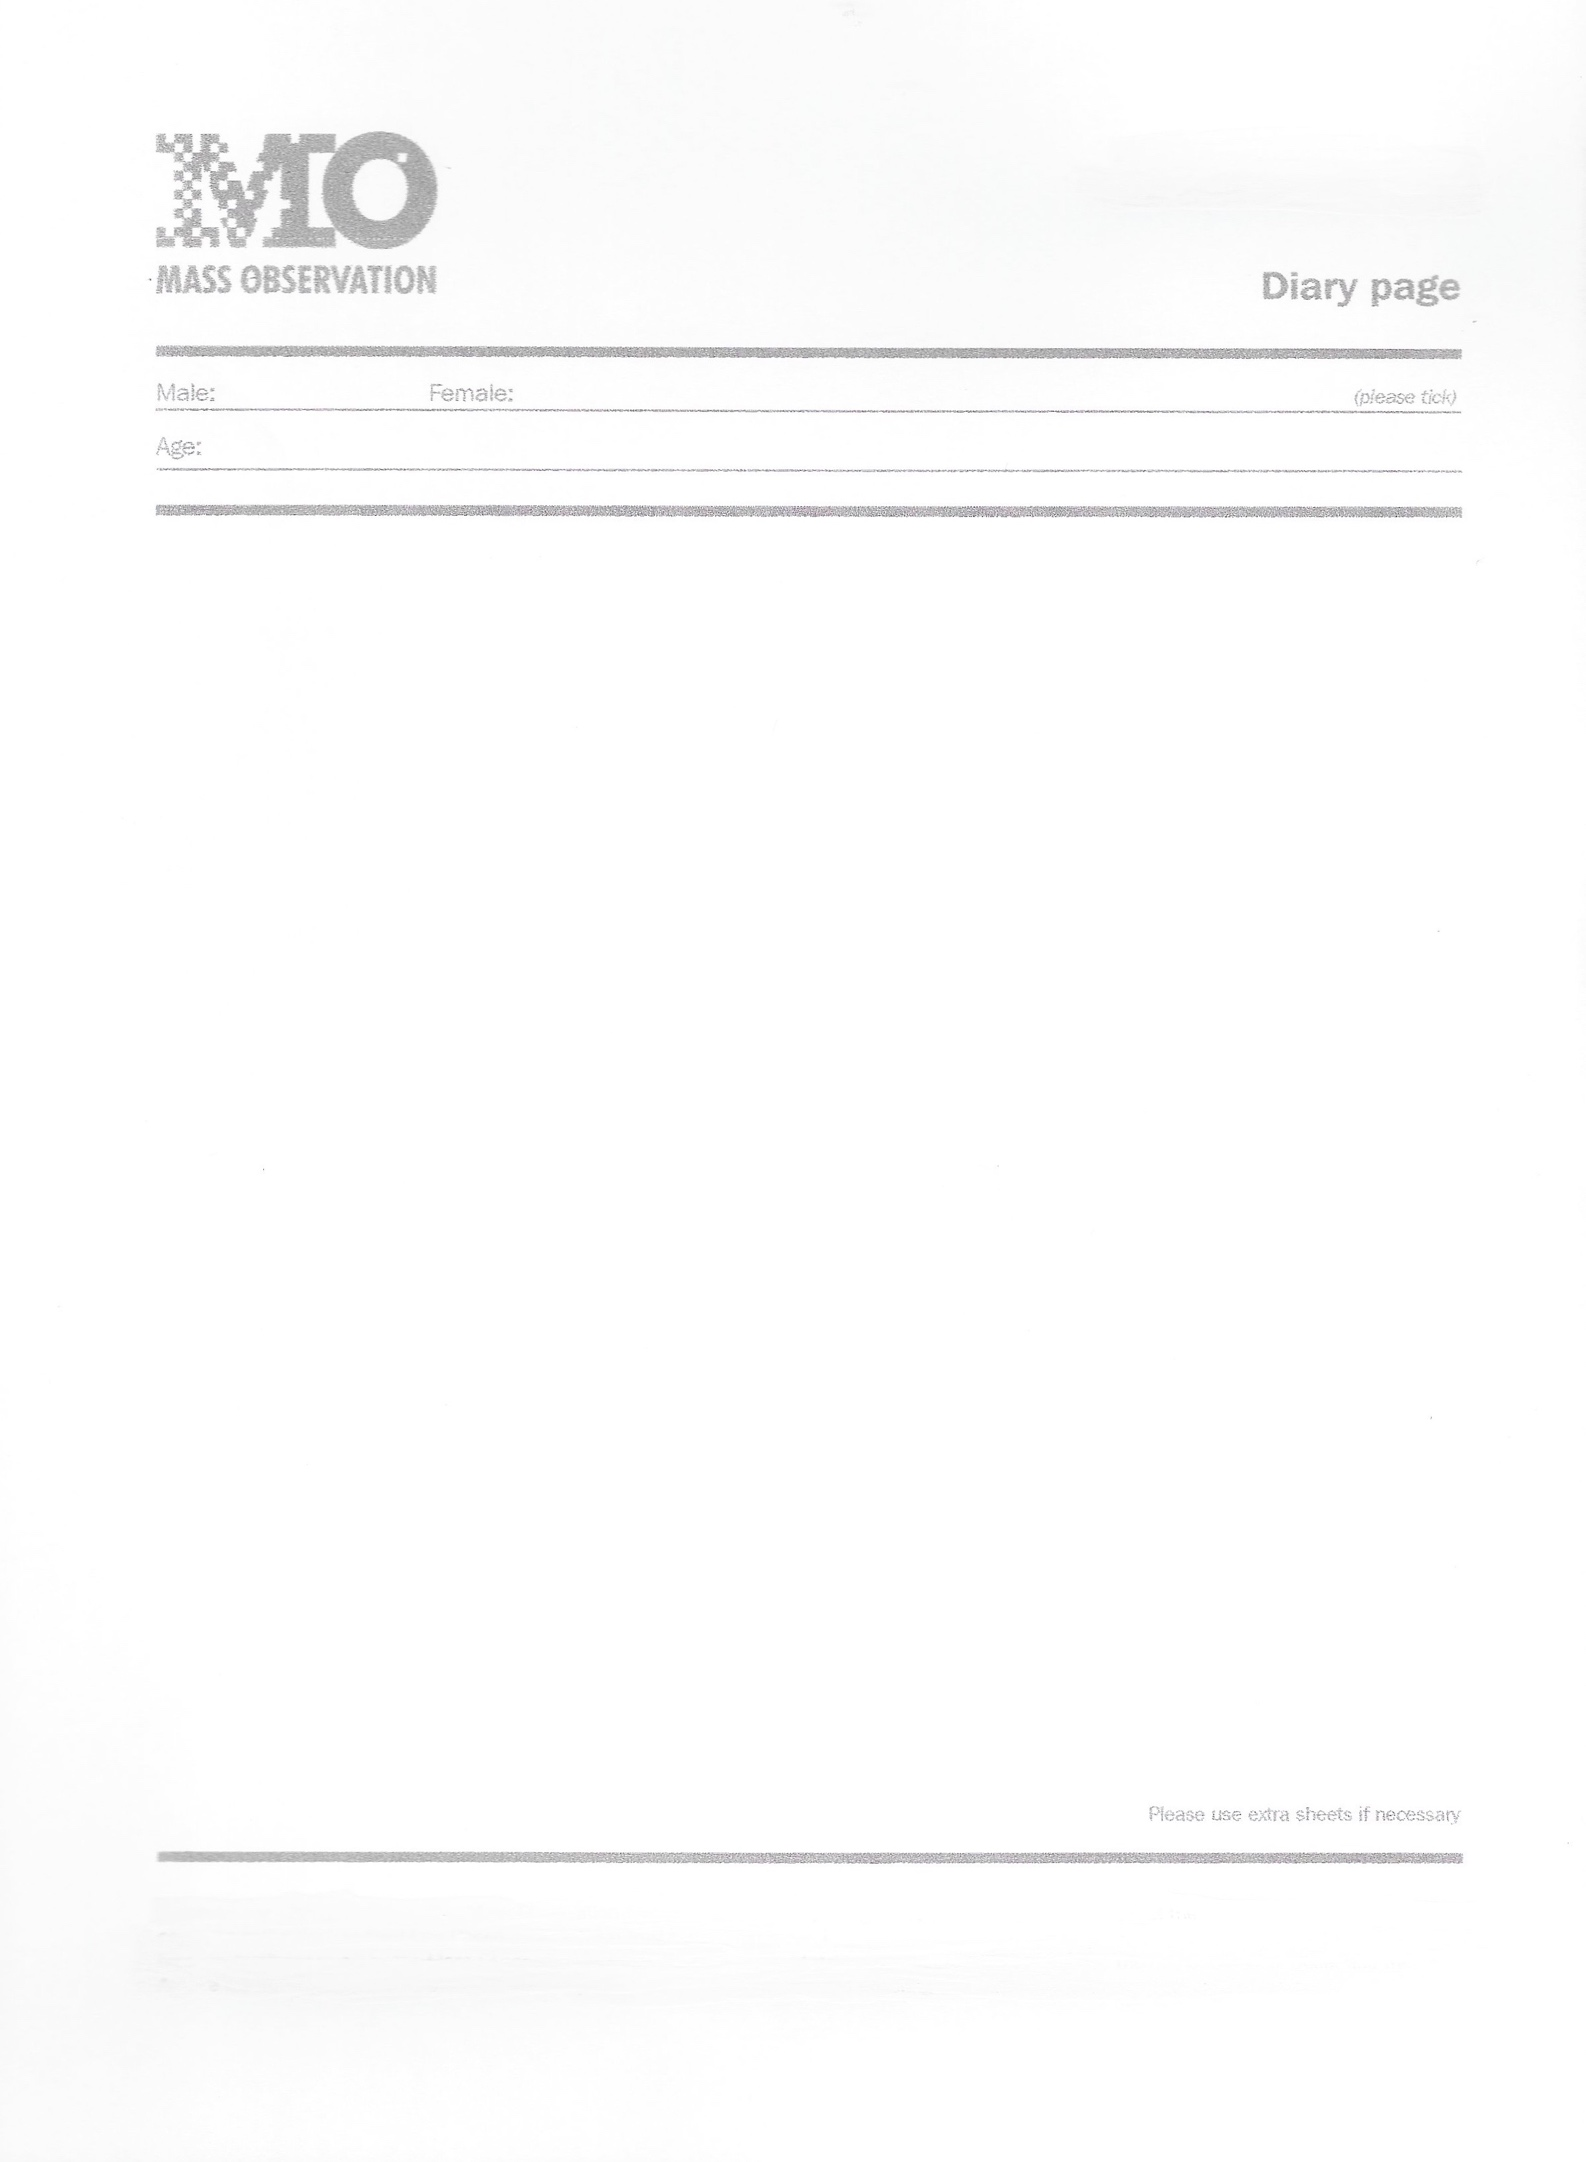 MO
MASS OBSERVATION
Diary page
Male: Female: (please tick)
Age:
Please use extra sheets if necessary